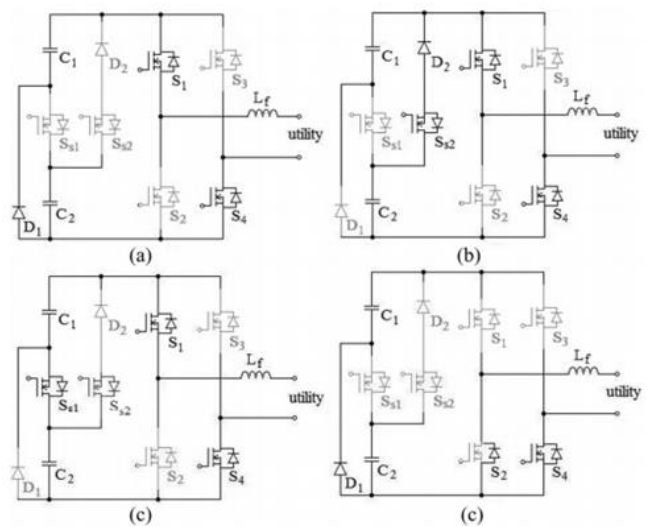 C1
D2
S1
S3
Lf
utility
Ss1
Ss2
S2
S4
C2
D1
(a)
C1
D2
S1
S3
Lf
utility
Ss1
Ss2
S2
S4
C2
D1
(b)
C1
D2
S1
S3
Lf
utility
Ss1
Ss2
S2
S4
C2
D1
(c)
C1
D2
S1
S3
Lf
utility
Ss1
Ss2
S2
S4
C2
D1
(c)